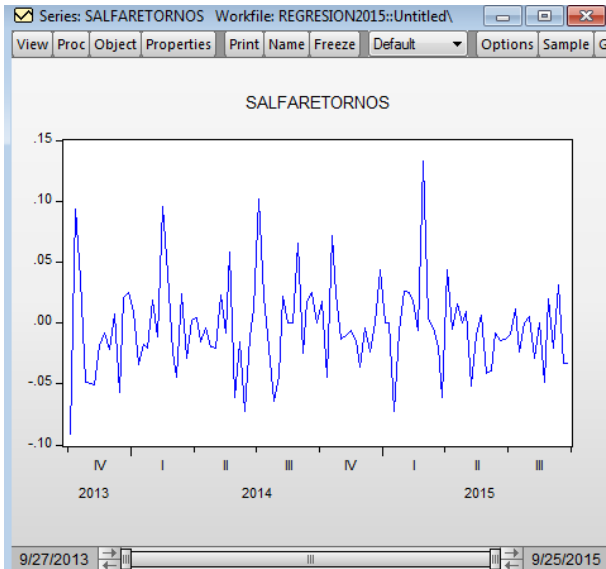 Series: SALFARETORNOS Workfile: REGRESION2015::Untitled\
View Proc Object Properties Print Name Freeze Default Options Sample G
SALFARETORNOS
.15
.10
.05
.00
-.05
-.10
IV I II III IV I II III
2013 2014 2015
9/27/2013 9/25/2015